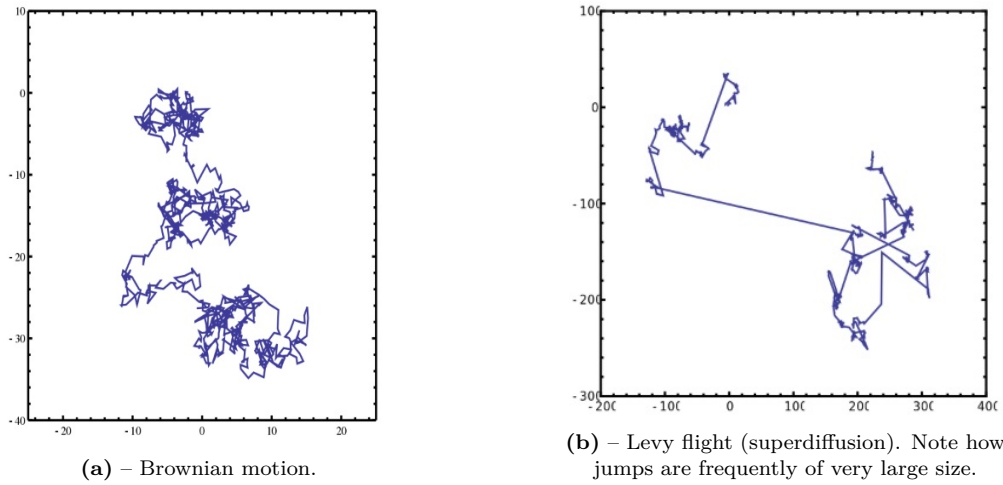 10
0
-10
-20
-30
-40
-20 -10 0 10 20
(a) – Brownian motion.
100
0
-100
-200
-300
-200 -100 0 100 200 300 400
(b) – Levy flight (superdiffusion). Note how
jumps are frequently of very large size.